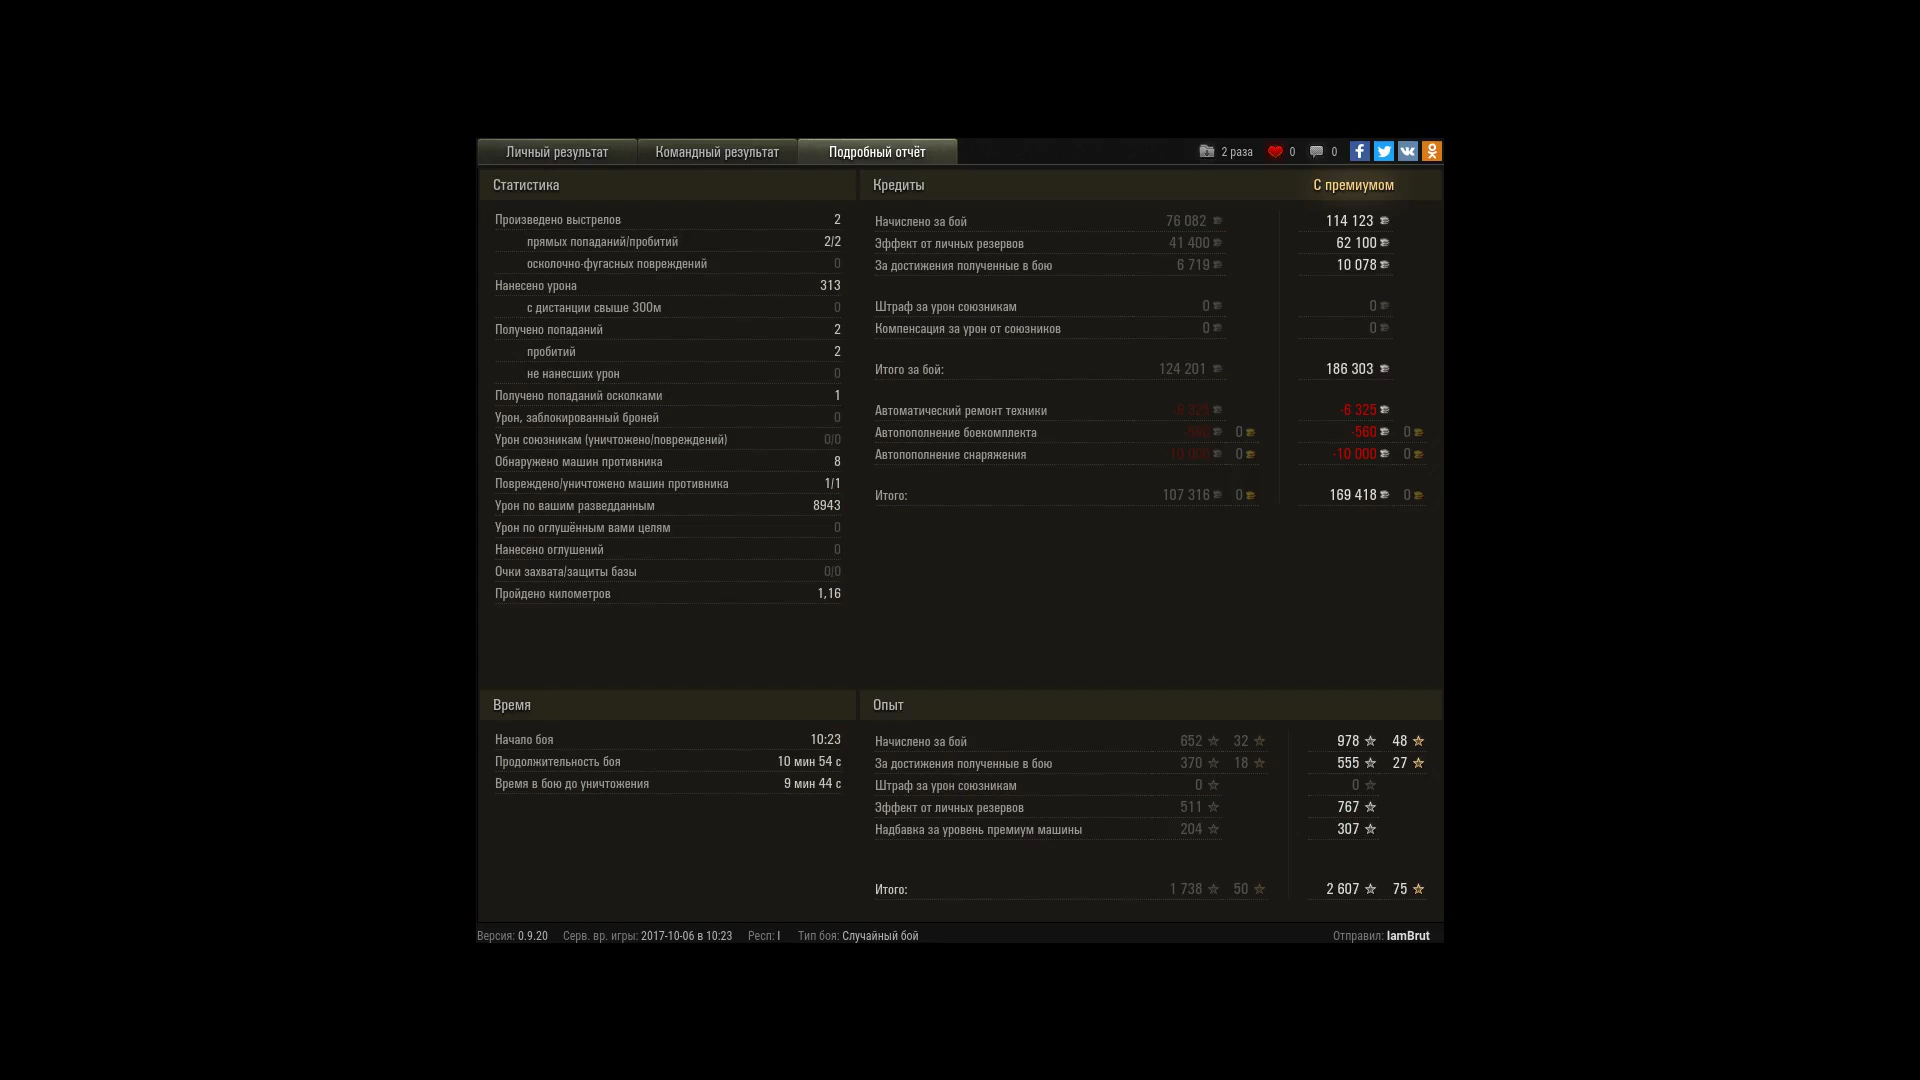 Личный результат Командный результат Подробный отчёт 2 раза 0 0
Статистика
Произведено выстрелов 2
прямых попаданий/пробитий 2/2
осколочно-фугасных повреждений 0
Нанесено урона 313
с дистанции свыше 300м 0
Получено попаданий 2
пробитий 2
не нанесших урон 0
Получено попаданий осколками 1
Урон, заблокированный броней 0
Урон союзникам (уничтожено/повреждений) 0/0
Обнаружено машин противника 8
Повреждено/уничтожено машин противника 1/1
Урон по вашим разведданным 8943
Урон по оглушённым вами целям 0
Нанесено оглушений 0
Очки захвата/защиты базы 0/0
Пройдено километров 1,16
Кредиты С премиумом
Начислено за бой 76 082 114 123
Эффект от личных резервов 41 400 62 100
За достижения полученные в бою 6 719 10 078
Штраф за урон союзникам 0 0
Компенсация за урон от союзников 0 0
Итого за бой: 124 201 186 303
Автоматический ремонт техники -6 325 -6 325
Автопополнение боекомплекта -560 0 -560 0
Автопополнение снаряжения -10 000 0 -10 000 0
Итого: 107 316 0 169 418 0
Время
Начало боя 10:23
Продолжительность боя 10 мин 54 с
Время в бою до уничтожения 9 мин 44 с
Опыт
Начислено за бой 652 32 978 48
За достижения полученные в бою 370 18 555 27
Штраф за урон союзникам 0 0
Эффект от личных резервов 511 767
Надбавка за уровень премиум машины 204 307
Итого: 1 738 50 2 607 75
Версия: 0.9.20 Серв. вр. игры: 2017-10-06 в 10:23 Респ: I Тип боя: Случайный бой Отправил: IamBrut